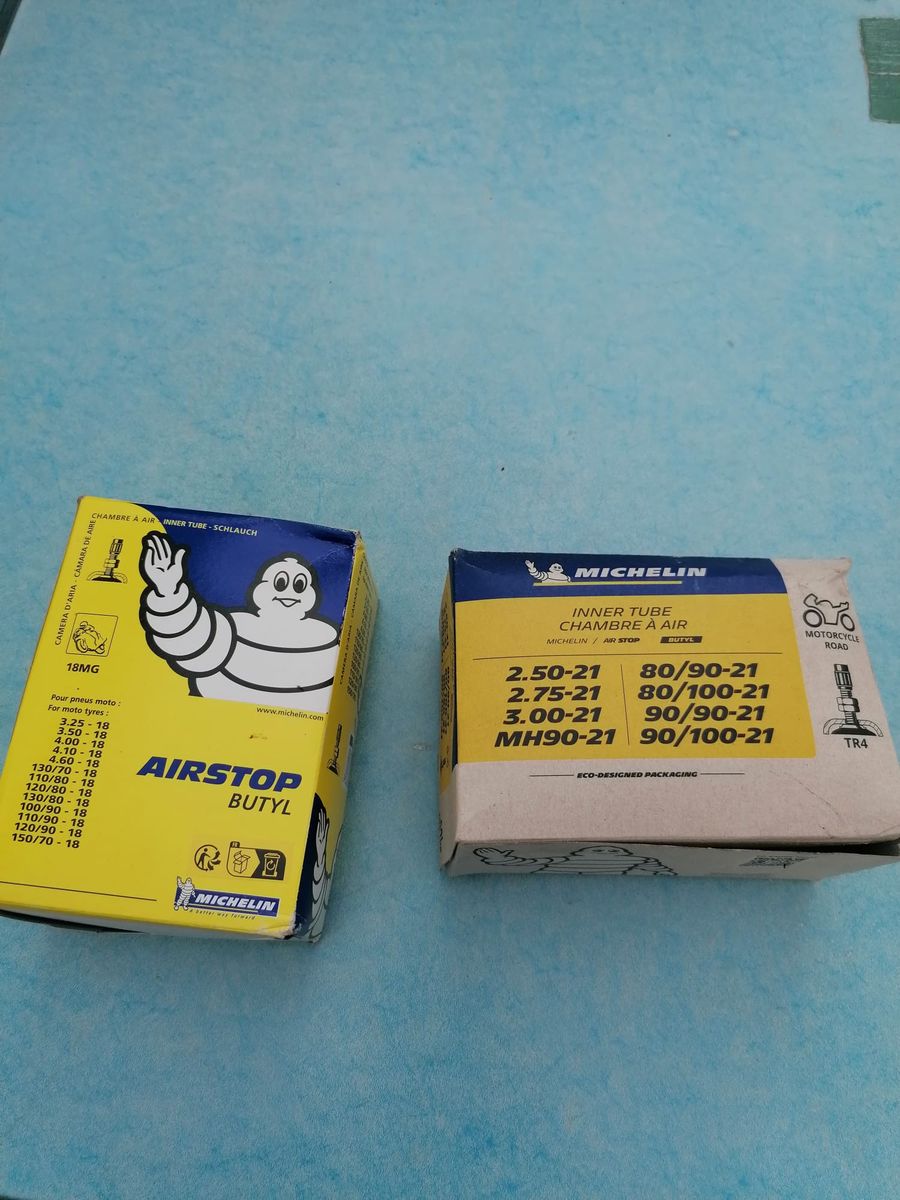 CHAMBRE À AIR - INNER TUBE - SCHLAUCH
CAMERA D'ARIA - CÁMARA DE AIRE
18MG
www.michelin.com
Pour pneus moto :
For moto tyres :
3.25 - 18
3.50 - 18
4.00 - 18
4.10 - 18
4.60 - 18
130/70 - 18
110/80 - 18
120/80 - 18
130/80 - 18
100/90 - 18
110/90 - 18
120/90 - 18
150/70 - 18
AIRSTOP
BUTYL
FR
MICHELIN
A better way forward
MICHELIN
INNER TUBE
CHAMBRE À AIR
MICHELIN / AIR STOP BUTYL
2.50-21 80/90-21
2.75-21 80/100-21
3.00-21 90/90-21
MH90-21 90/100-21
ECO-DESIGNED PACKAGING
MOTORCYCLE
ROAD
TR4